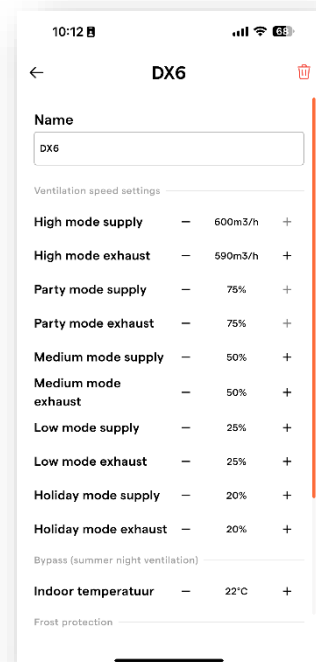 10:12
68
DX6
Name
DX6
Ventilation speed settings
High mode supply − 600m3/h +
High mode exhaust − 590m3/h +
Party mode supply − 75% +
Party mode exhaust − 75% +
Medium mode supply − 50% +
Medium mode
exhaust − 50% +
Low mode supply − 25% +
Low mode exhaust − 25% +
Holiday mode supply − 20% +
Holiday mode exhaust − 20% +
Bypass (summer night ventilation)
Indoor temperatuur − 22°C +
Frost protection